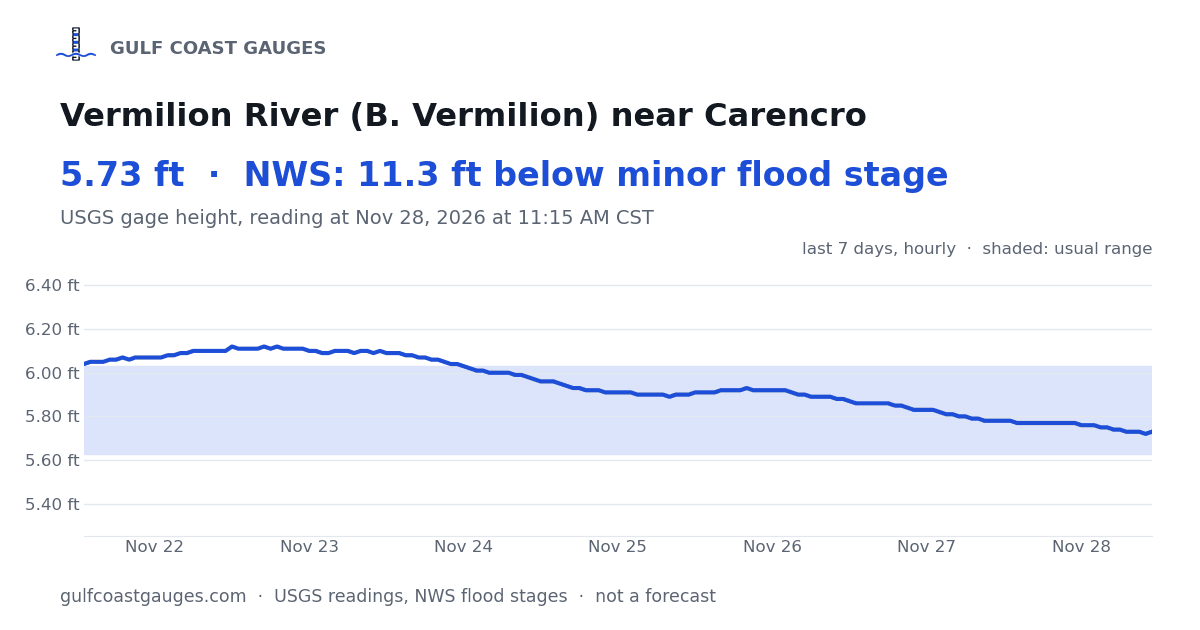 GULF COAST GAUGES
Vermilion River (B. Vermilion) near Carencro
5.73 ft · NWS: 11.3 ft below minor flood stage
USGS gage height, reading at Nov 28, 2026 at 11:15 AM CST
last 7 days, hourly · shaded: usual range
6.40 ft
6.20 ft
6.00 ft
5.80 ft
5.60 ft
5.40 ft
Nov 22 Nov 23 Nov 24 Nov 25 Nov 26 Nov 27 Nov 28
gulfcoastgauges.com · USGS readings, NWS flood stages · not a forecast